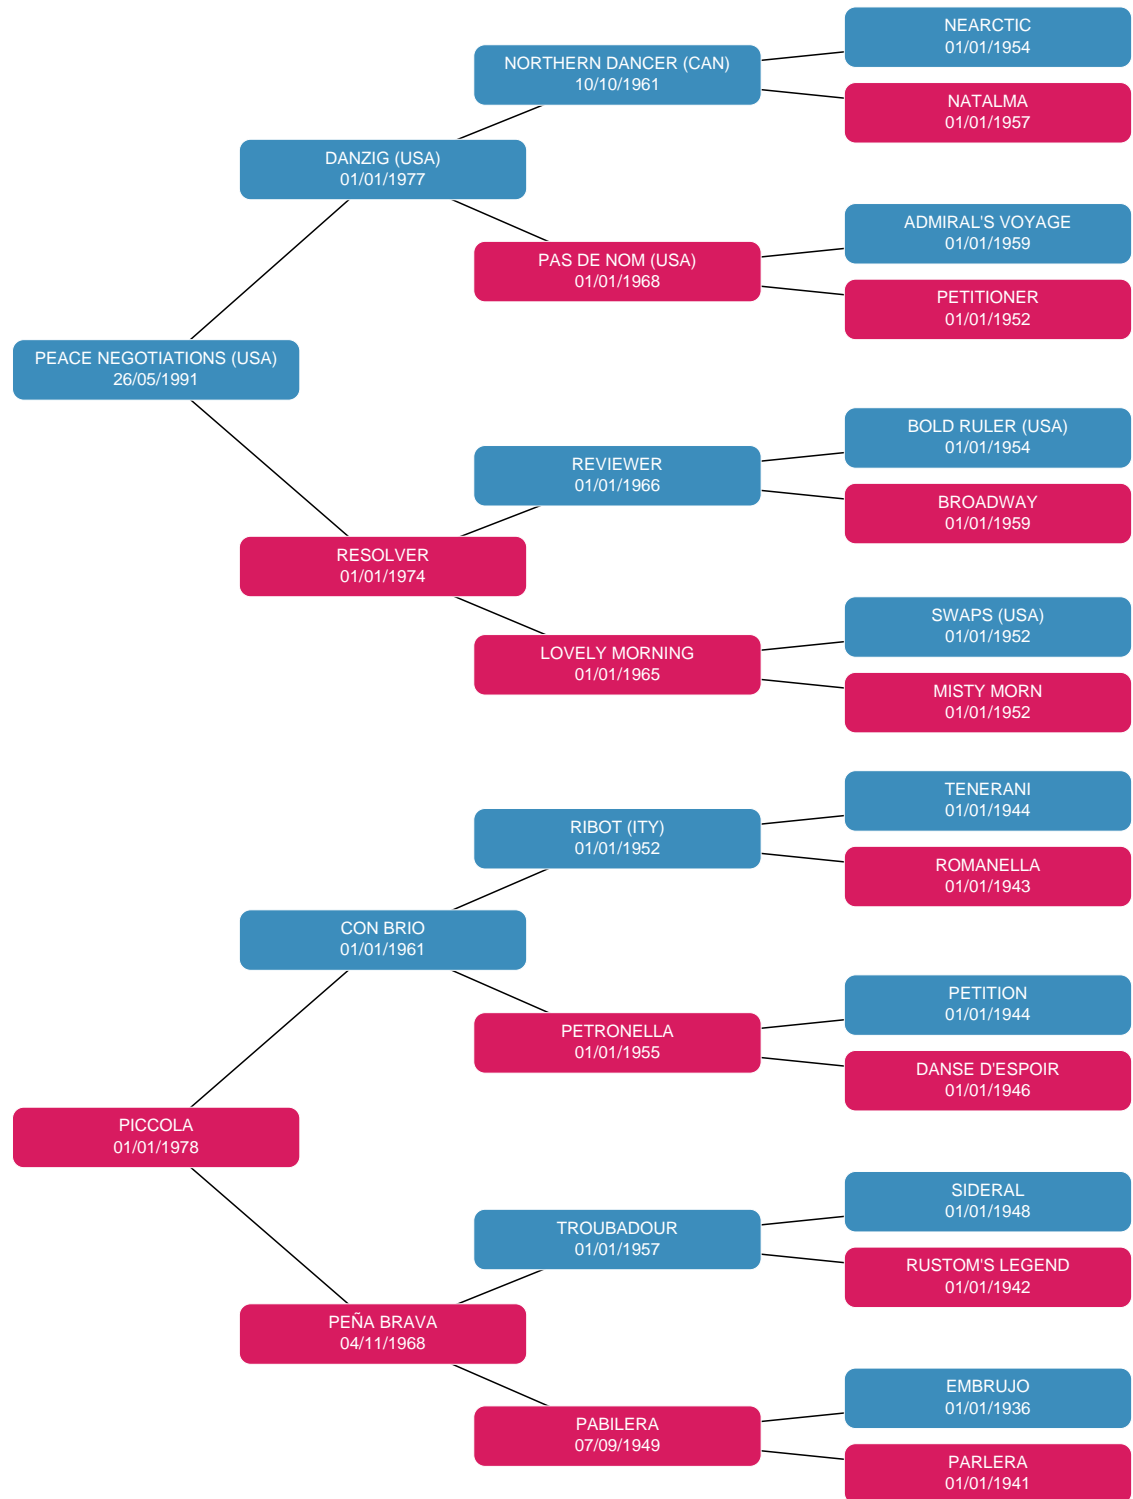 NEARCTIC
01/01/1954
NORTHERN DANCER (CAN)
10/10/1961
NATALMA
01/01/1957
DANZIG (USA)
01/01/1977
ADMIRAL'S VOYAGE
01/01/1959
PAS DE NOM (USA)
01/01/1968
PETITIONER
01/01/1952
PEACE NEGOTIATIONS (USA)
26/05/1991
BOLD RULER (USA)
01/01/1954
REVIEWER
01/01/1966
BROADWAY
01/01/1959
RESOLVER
01/01/1974
SWAPS (USA)
01/01/1952
LOVELY MORNING
01/01/1965
MISTY MORN
01/01/1952
TENERANI
01/01/1944
RIBOT (ITY)
01/01/1952
ROMANELLA
01/01/1943
CON BRIO
01/01/1961
PETITION
01/01/1944
PETRONELLA
01/01/1955
DANSE D'ESPOIR
01/01/1946
PICCOLA
01/01/1978
SIDERAL
01/01/1948
TROUBADOUR
01/01/1957
RUSTOM'S LEGEND
01/01/1942
PEÑA BRAVA
04/11/1968
EMBRUJO
01/01/1936
PABILERA
07/09/1949
PARLERA
01/01/1941